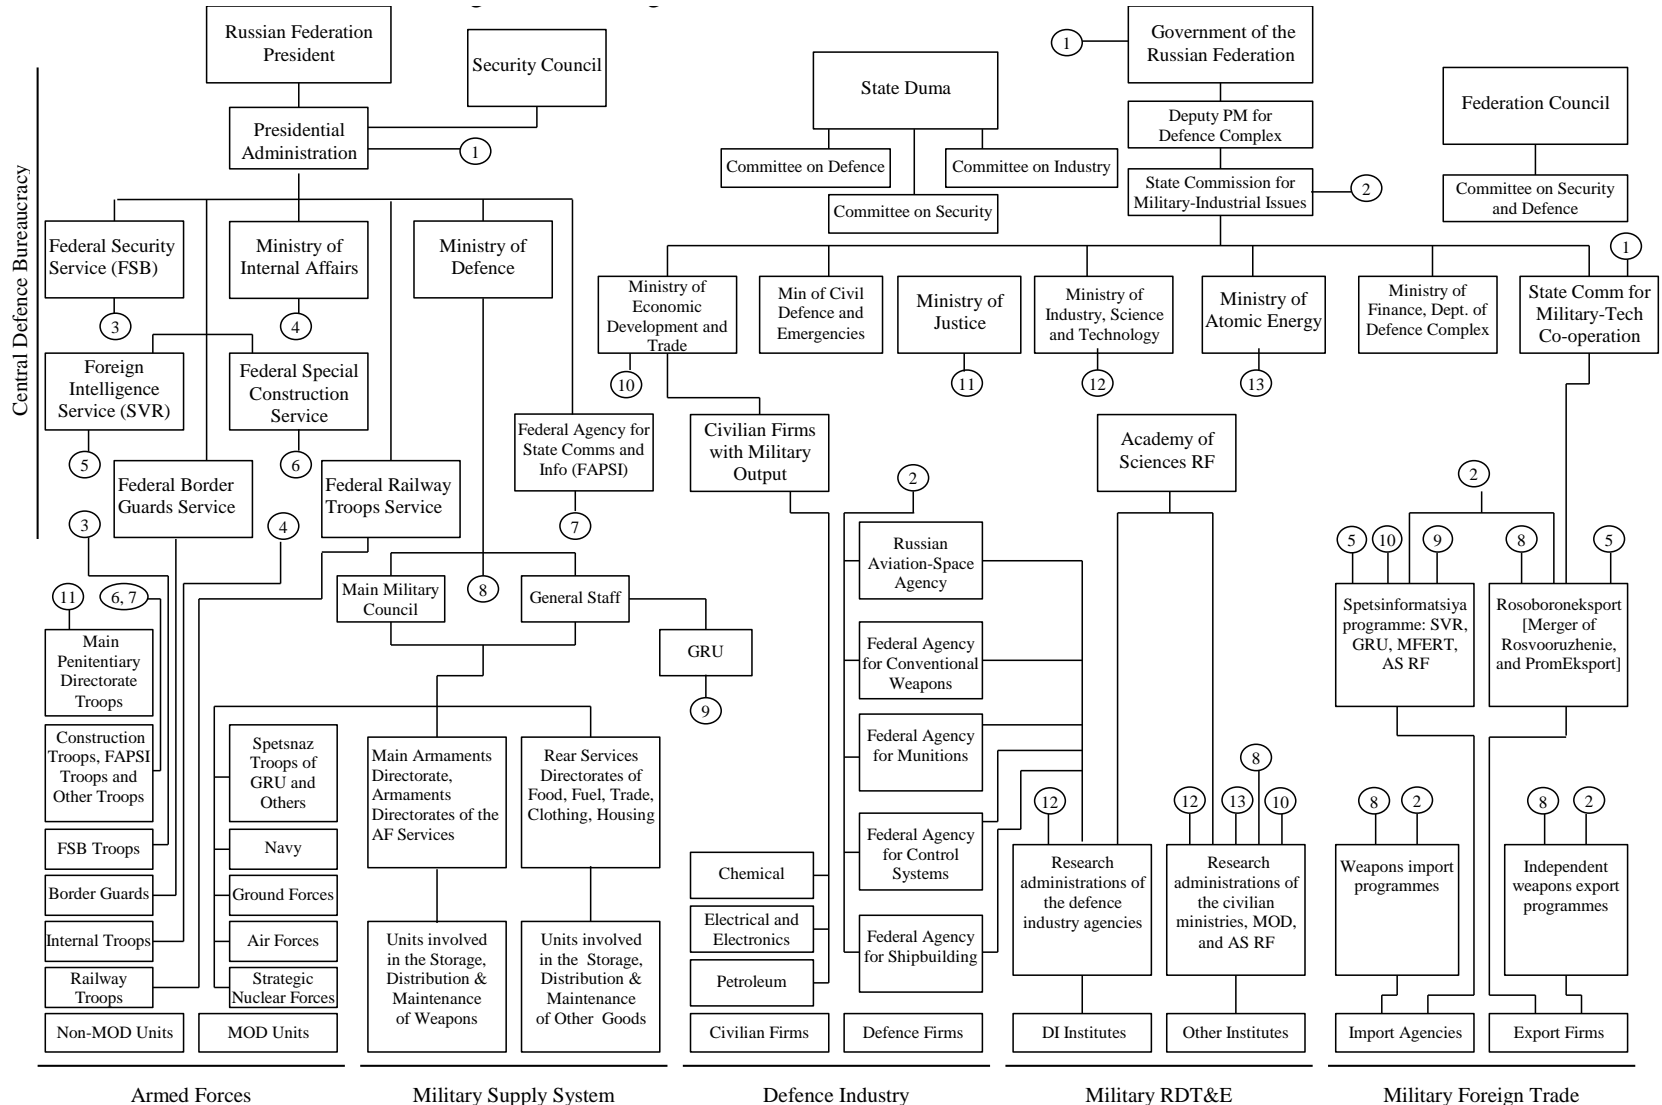 Russian Federation
President
Security Council
Presidential
Administration
1
State Duma
Committee on Defence
Committee on Industry
Committee on Security
1
Government of the
Russian Federation
Deputy PM for
Defence Complex
State Commission for
Military-Industrial Issues
2
Federation Council
Committee on Security
and Defence
Central Defence Bureaucracy
Federal Security
Service (FSB)
3
Ministry of
Internal Affairs
4
Ministry of
Defence
Foreign
Intelligence
Service (SVR)
5
Federal Special
Construction
Service
6
Federal Agency for
State Comms and
Info (FAPSI)
7
Federal Border
Guards Service
Federal Railway
Troops Service
Ministry of
Economic
Development and
Trade
10
Min of Civil
Defence and
Emergencies
Ministry of
Justice
11
Ministry of
Industry, Science
and Technology
12
Ministry of
Atomic Energy
13
Ministry of
Finance, Dept. of
Defence Complex
1
State Comm for
Military-Tech
Co-operation
Civilian Firms
with Military
Output
Academy of
Sciences RF
3
4
11
6, 7
Main
Penitentiary
Directorate
Troops
Construction
Troops, FAPSI
Troops and
Other Troops
FSB Troops
Border Guards
Internal Troops
Railway
Troops
Non-MOD Units
Spetsnaz
Troops of
GRU and
Others
Navy
Ground Forces
Air Forces
Strategic
Nuclear Forces
MOD Units
Main Military
Council
8
General Staff
GRU
9
Main Armaments
Directorate,
Armaments
Directorates of the
AF Services
Rear Services
Directorates of
Food, Fuel, Trade,
Clothing, Housing
Units involved
in the Storage,
Distribution &
Maintenance
of Weapons
Units involved
in the Storage,
Distribution &
Maintenance
of Other Goods
Chemical
Electrical and
Electronics
Petroleum
Civilian Firms
2
Russian
Aviation-Space
Agency
Federal Agency
for Conventional
Weapons
Federal Agency
for Munitions
Federal Agency
for Control
Systems
Federal Agency
for Shipbuilding
Defence Firms
12
Research
administrations of
the defence
industry agencies
DI Institutes
12
13
8
10
Research
administrations of
the civilian
ministries, MOD,
and AS RF
Other Institutes
2
5
10
9
8
5
Spetsinformatsiya
programme: SVR,
GRU, MFERT,
AS RF
Rosoboroneksport
[Merger of
Rosvooruzhenie,
and PromEksport]
8
2
Weapons import
programmes
Import Agencies
8
2
Independent
weapons export
programmes
Export Firms
Armed Forces
Military Supply System
Defence Industry
Military RDT&E
Military Foreign Trade